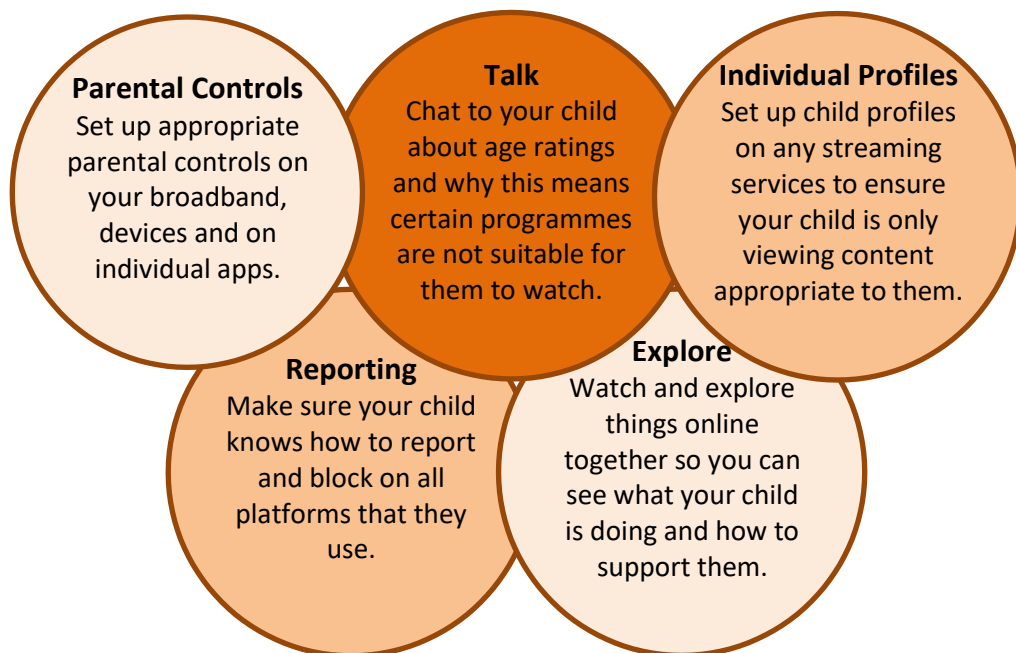 Parental Controls
Set up appropriate
parental controls on
your broadband,
devices and on
individual apps.
Talk
Chat to your child
about age ratings
and why this means
certain programmes
are not suitable for
them to watch.
Individual Profiles
Set up child profiles
on any streaming
services to ensure
your child is only
viewing content
appropriate to them.
Reporting
Make sure your child
knows how to report
and block on all
platforms that they
use.
Explore
Watch and explore
things online
together so you can
see what your child
is doing and how to
support them.